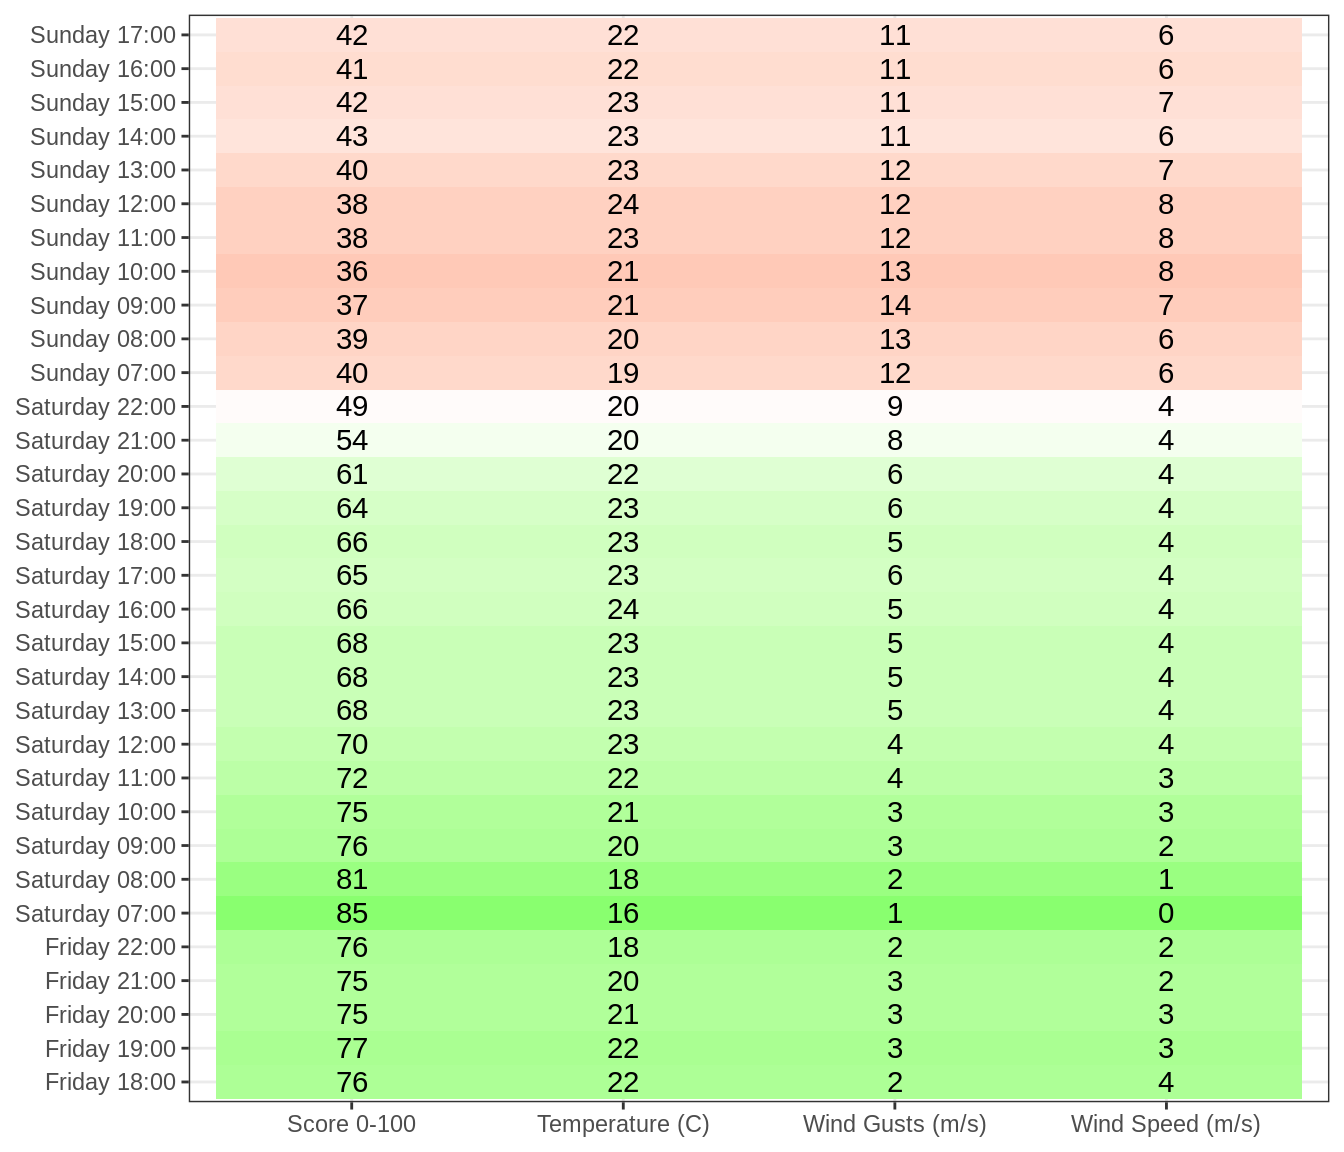 Sunday 17:00 42 22 11 6
Sunday 16:00 41 22 11 6
Sunday 15:00 42 23 11 7
Sunday 14:00 43 23 11 6
Sunday 13:00 40 23 12 7
Sunday 12:00 38 24 12 8
Sunday 11:00 38 23 12 8
Sunday 10:00 36 21 13 8
Sunday 09:00 37 21 14 7
Sunday 08:00 39 20 13 6
Sunday 07:00 40 19 12 6
Saturday 22:00 49 20 9 4
Saturday 21:00 54 20 8 4
Saturday 20:00 61 22 6 4
Saturday 19:00 64 23 6 4
Saturday 18:00 66 23 5 4
Saturday 17:00 65 23 6 4
Saturday 16:00 66 24 5 4
Saturday 15:00 68 23 5 4
Saturday 14:00 68 23 5 4
Saturday 13:00 68 23 5 4
Saturday 12:00 70 23 4 4
Saturday 11:00 72 22 4 3
Saturday 10:00 75 21 3 3
Saturday 09:00 76 20 3 2
Saturday 08:00 81 18 2 1
Saturday 07:00 85 16 1 0
Friday 22:00 76 18 2 2
Friday 21:00 75 20 3 2
Friday 20:00 75 21 3 3
Friday 19:00 77 22 3 3
Friday 18:00 76 22 2 4
Score 0-100 Temperature (C) Wind Gusts (m/s) Wind Speed (m/s)